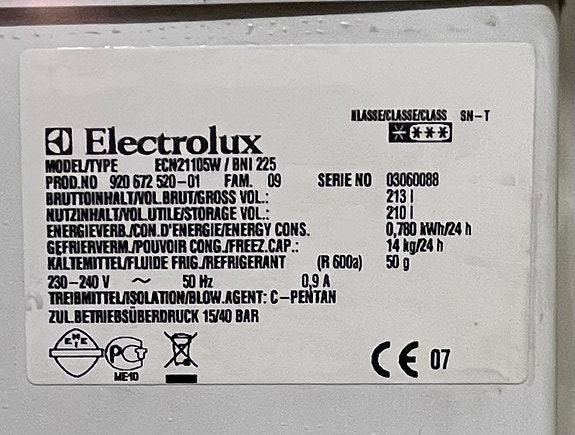 KLASSE/CLASSE/CLASS SN-T
Electrolux
MODEL/TYPE ECN21105W / BNI 225
PROD.NO 920 672 520-01 FAM. 09 SERIE NO 03060088
BRUTTOINHALT/VOL.BRUT/GROSS VOL.: 213 l
NUTZINHALT/VOL.UTILE/STORAGE VOL.: 210 l
ENERGIEVERB./CON.D'ENERGIE/ENERGY CONS. 0,780 kWh/24 h
GEFRIERVERM./POUVOIR CONG./FREEZ.CAP.: 14 kg/24 h
KÄLTEMITTEL/FLUIDE FRIG./REFRIGERANT (R 600a) 50 g
230-240 V ~ 50 Hz 0,9 A
TREIBMITTEL/ISOLATION/BLOW.AGENT: C-PENTAN
ZUL.BETRIEBSÜBERDRUCK 15/40 BAR
CE 07
ME10